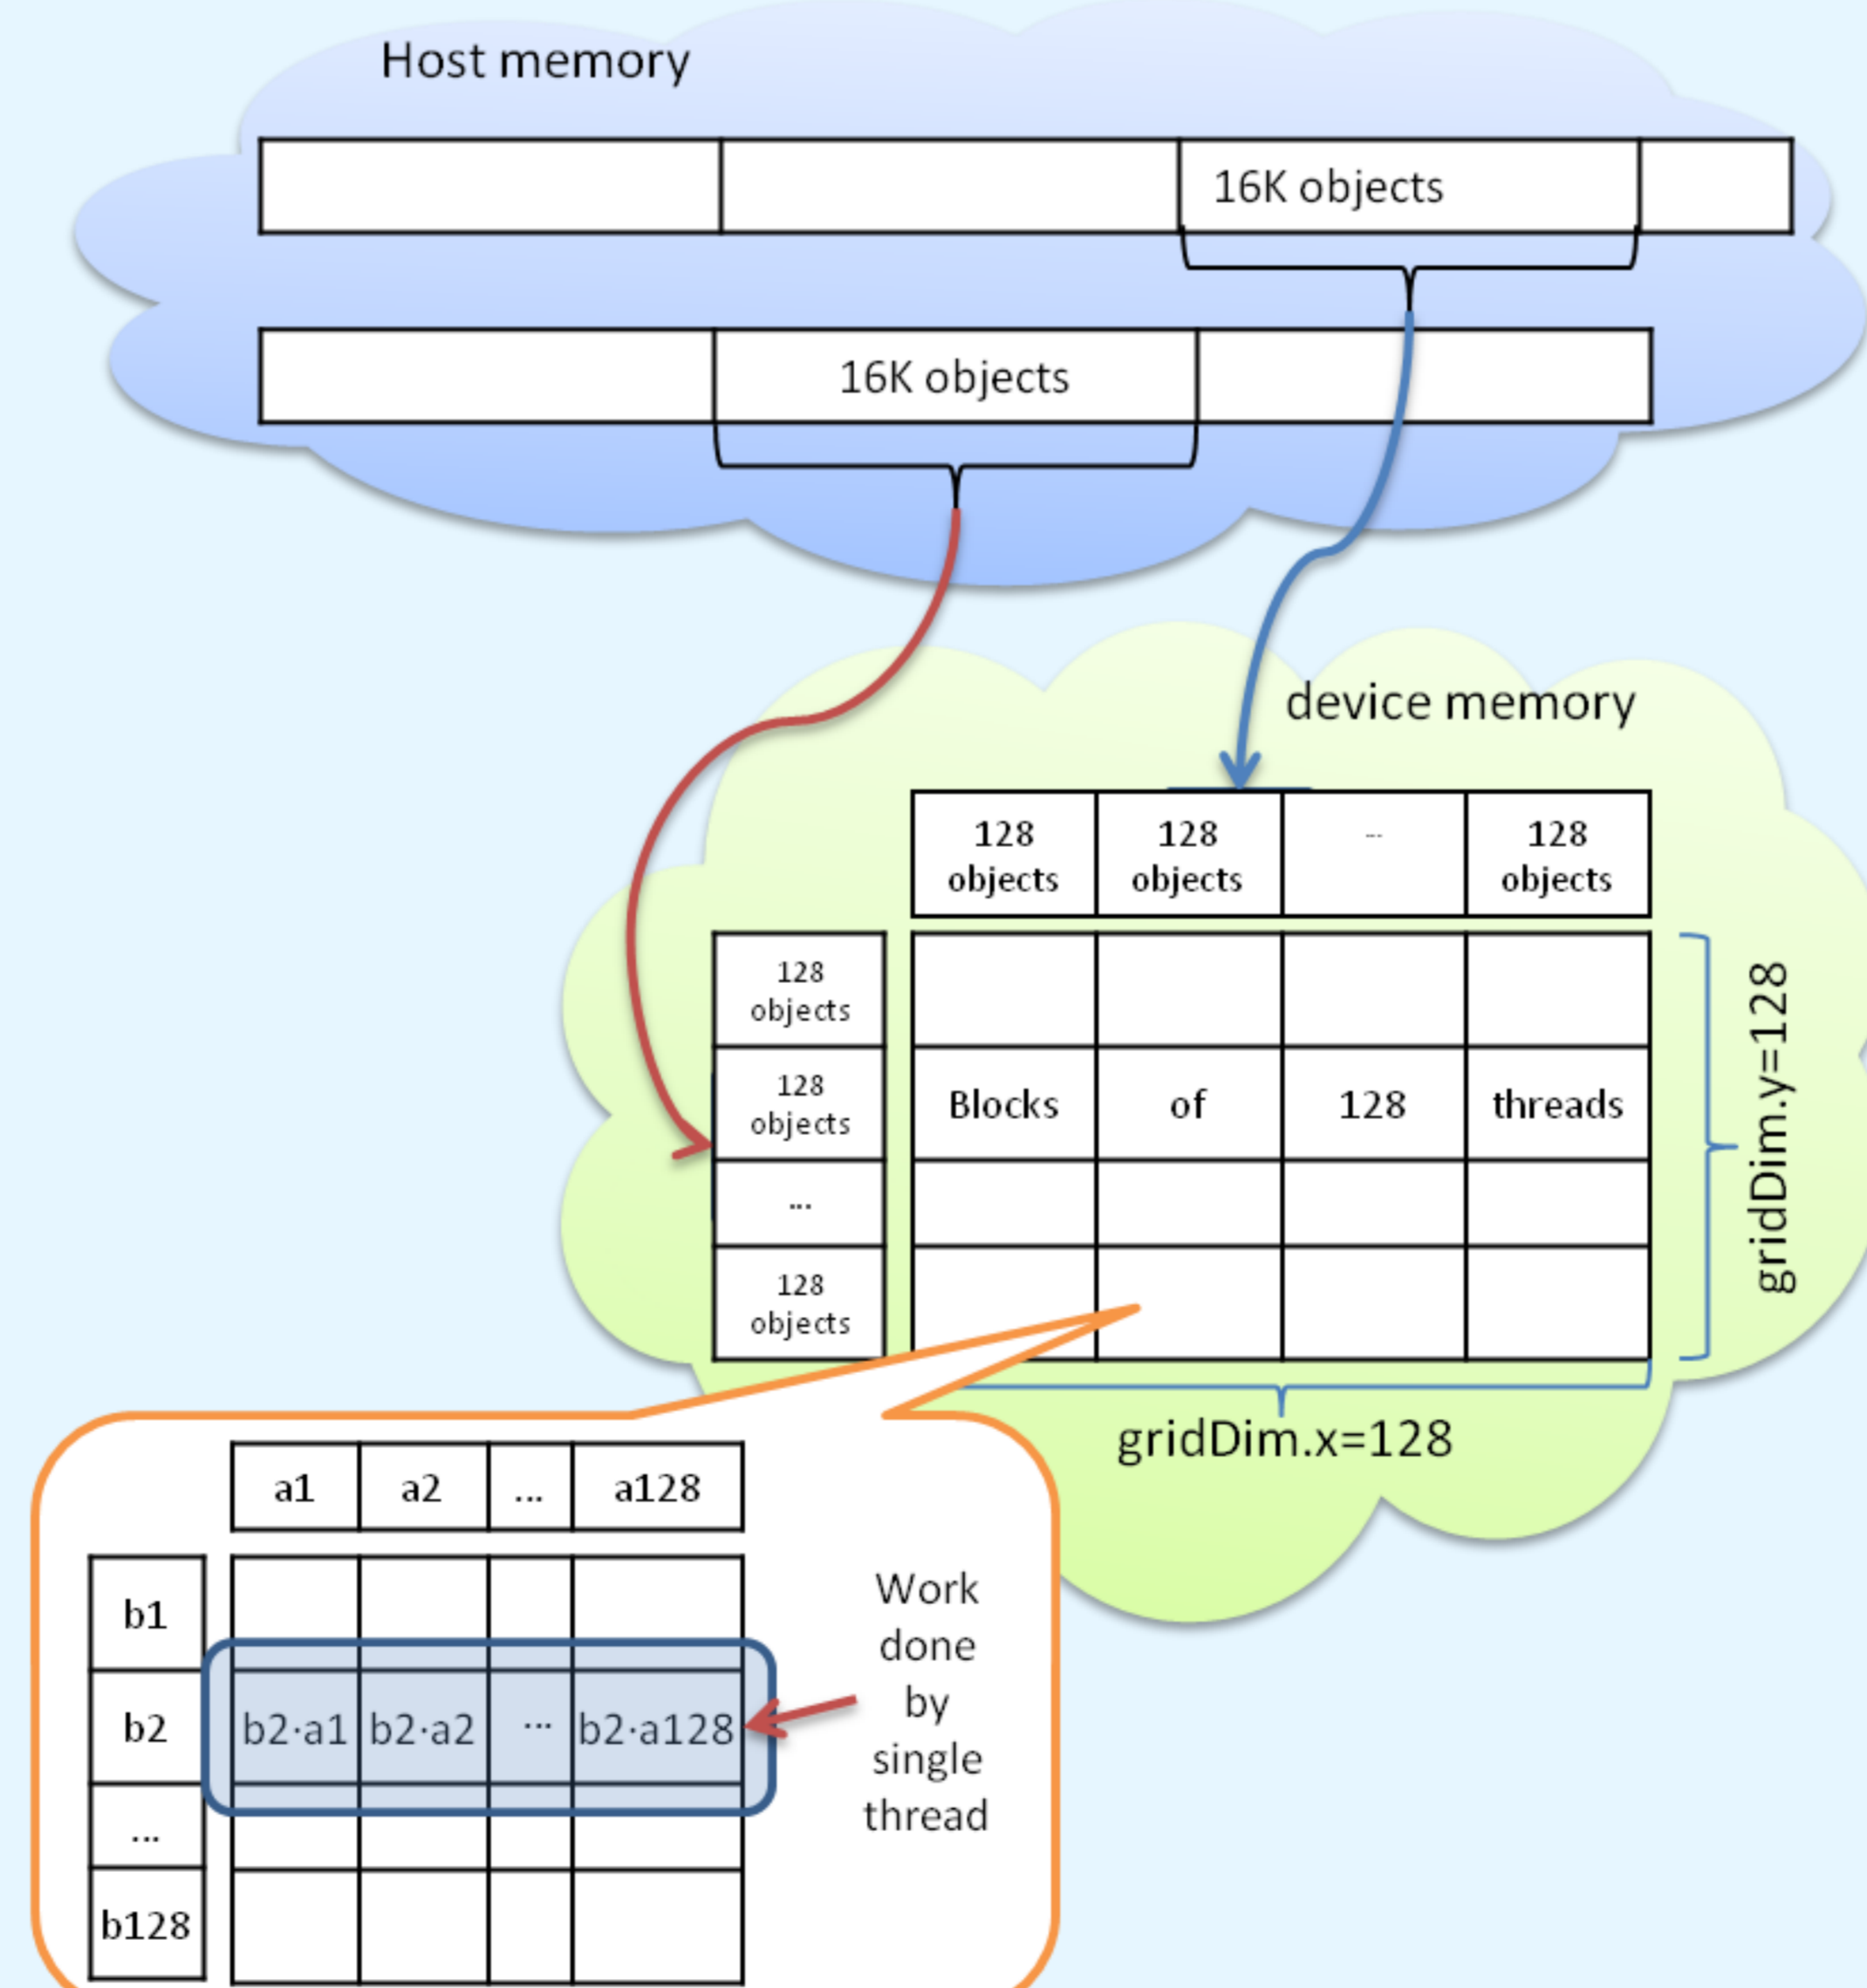 Host memory
16K objects
16K objects
device memory
128
objects
128
objects
...
128
objects
128
objects
128
objects
...
128
objects
Blocks of 128 threads
gridDim.y=128
gridDim.x=128
a1 a2 ... a128
b1
b2
...
b128
b2·a1 b2·a2 ... b2·a128
Work
done
by
single
thread